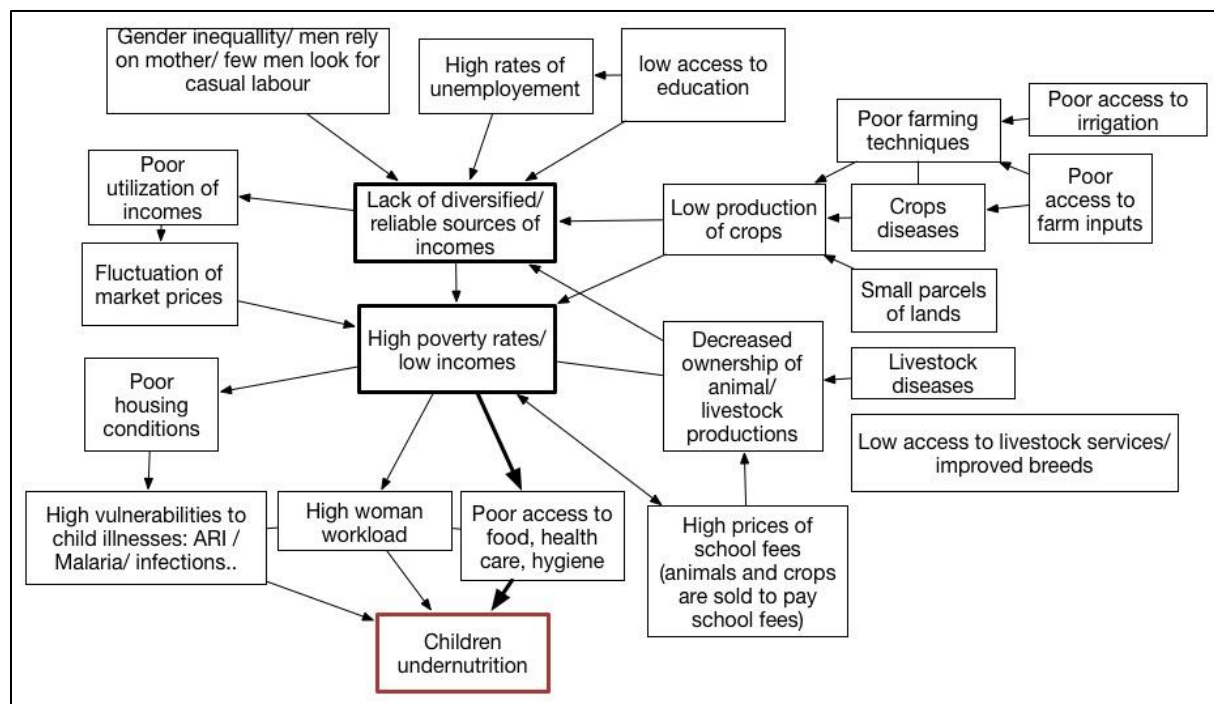 Gender inequallity/ men rely
on mother/ few men look for
casual labour
High rates of
unemployement
low access to
education
Poor farming
techniques
Poor access to
irrigation
Poor
utilization of
incomes
Lack of diversified/
reliable sources of
incomes
Low production
of crops
Crops
diseases
Poor
access to
farm inputs
Fluctuation of
market prices
Small parcels
of lands
High poverty rates/
low incomes
Decreased
ownership of
animal/
livestock
productions
Livestock
diseases
Poor
housing
conditions
Low access to livestock services/
improved breeds
High vulnerabilities to
child illnesses: ARI /
Malaria/ infections..
High woman
workload
Poor access to
food, health
care, hygiene
High prices of
school fees
(animals and crops
are sold to pay
school fees)
Children
undernutrition